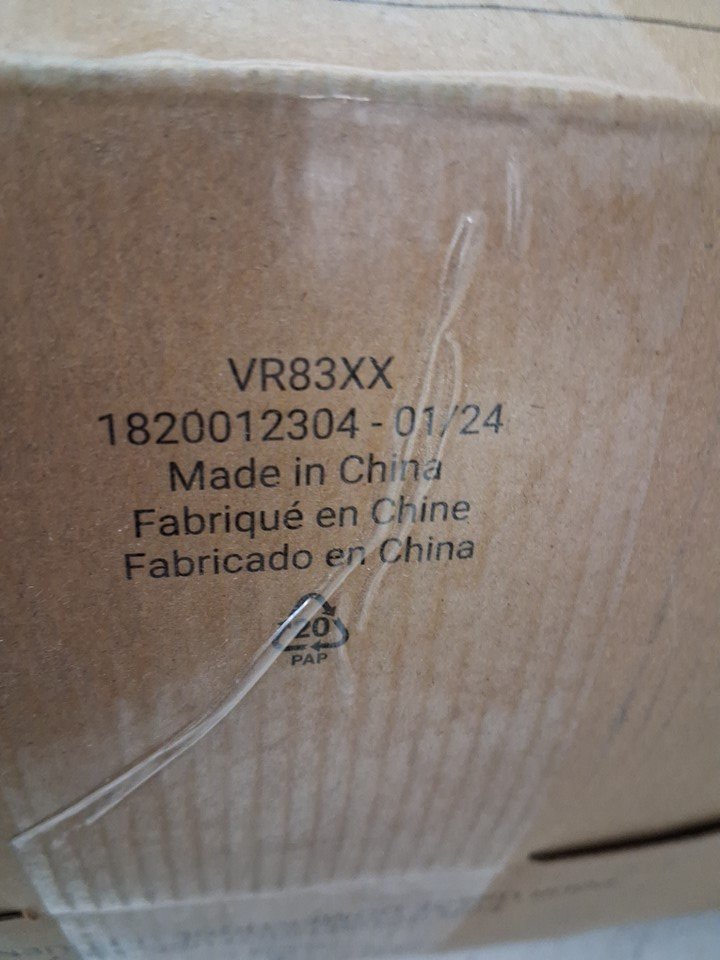 VR83XX
1820012304 - 01/24
Made in China
Fabriqué en Chine
Fabricado en China
20
PAP